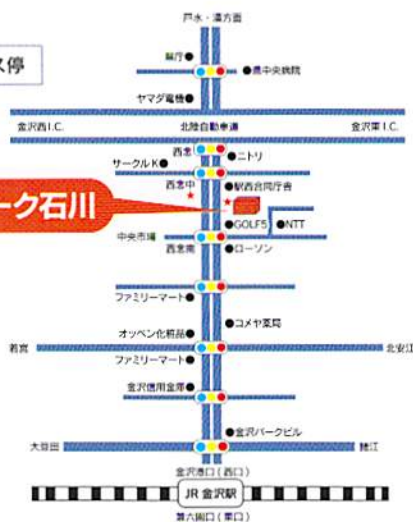 戸水・湊方面
県庁●
●県中央病院
ス停
ヤマダ電機●
金沢西I.C.
北陸自動車道
金沢東I.C.
西念
●ニトリ
サークルK●
西念中
●駅西合同庁舎
ーク石川
●GOLF5
●NTT
中央市場
西念南
●ローソン
ファミリーマート●
●コメヤ薬局
オッペン化粧品●
若宮
北安江
ファミリーマート●
金沢信用金庫●
●金沢パークビル
大豆田
諸江
金沢港口(西口)
JR 金沢駅
兼六園口(東口)